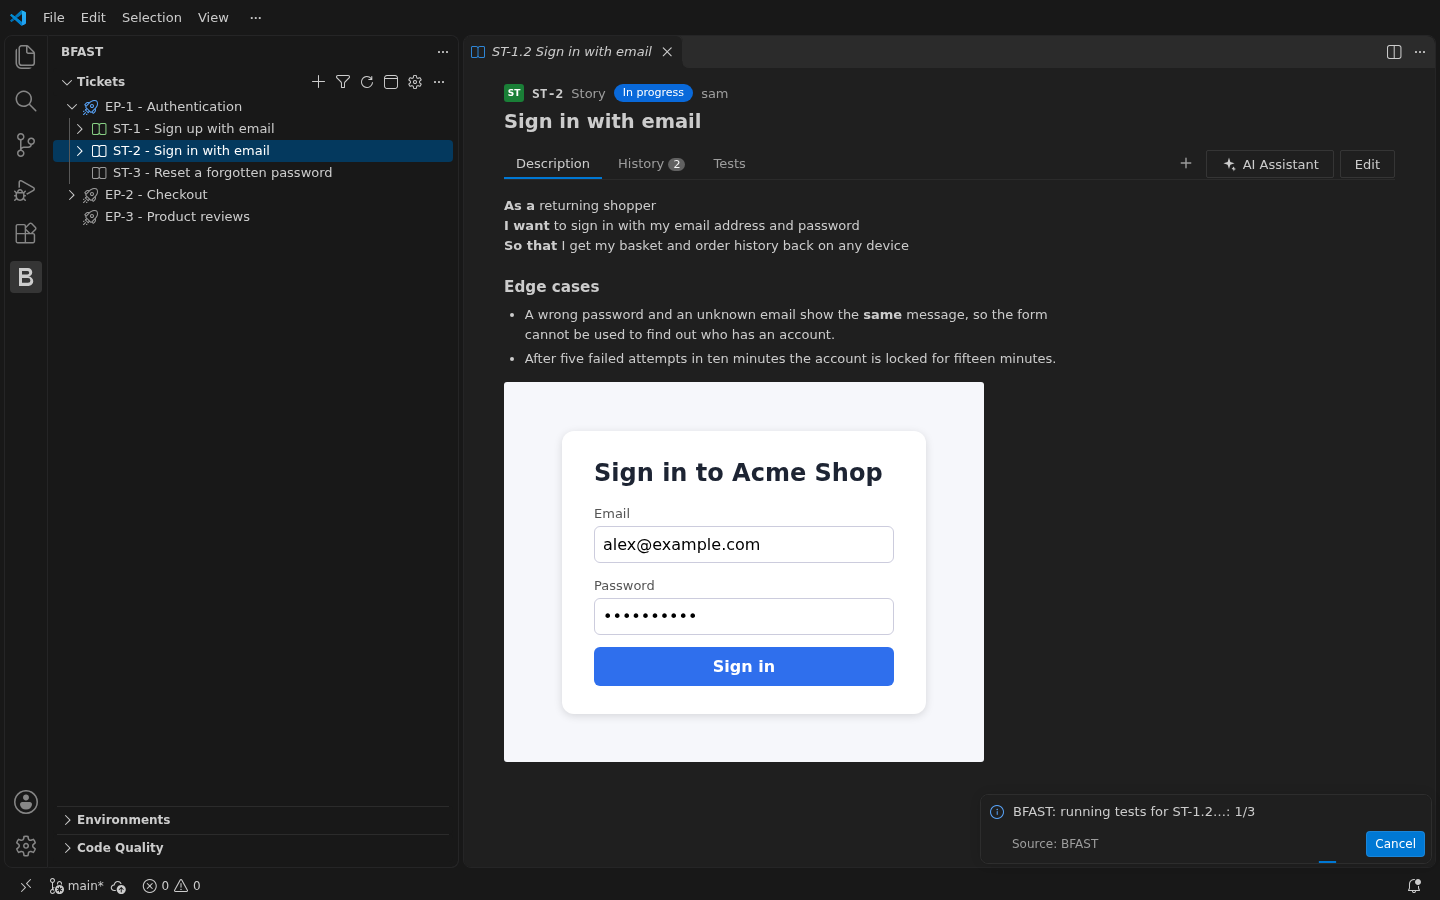 File Edit Selection View ···
BFAST
Tickets
EP-1 - Authentication
ST-1 - Sign up with email
ST-2 - Sign in with email
ST-3 - Reset a forgotten password
EP-2 - Checkout
EP-3 - Product reviews
Environments
Code Quality
ST-1.2 Sign in with email
ST ST-2 Story In progress sam
Sign in with email
Description History 2 Tests + AI Assistant Edit
As a returning shopper
I want to sign in with my email address and password
So that I get my basket and order history back on any device
Edge cases
• A wrong password and an unknown email show the same message, so the form
cannot be used to find out who has an account.
• After five failed attempts in ten minutes the account is locked for fifteen minutes.
Sign in to Acme Shop
Email
alex@example.com
Password
••••••••••
Sign in
BFAST: running tests for ST-1.2...: 1/3
Source: BFAST Cancel
main* 0 0